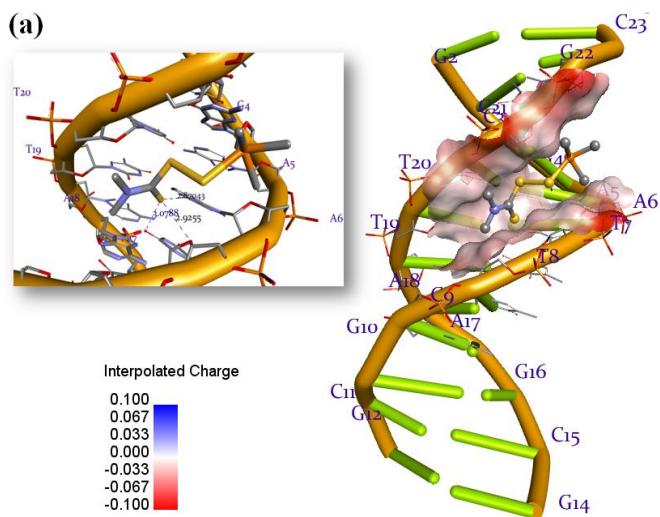 (a)
T20
G4
T19
A5
A18
A6
3.0788
2.9255
C23
G2
G22
C21
T20
A5
A6
T19
T7
T8
A18
C9
G10
A17
G16
C11
G12
C15
G14
Interpolated Charge
0.100
0.067
0.033
0.000
-0.033
-0.067
-0.100